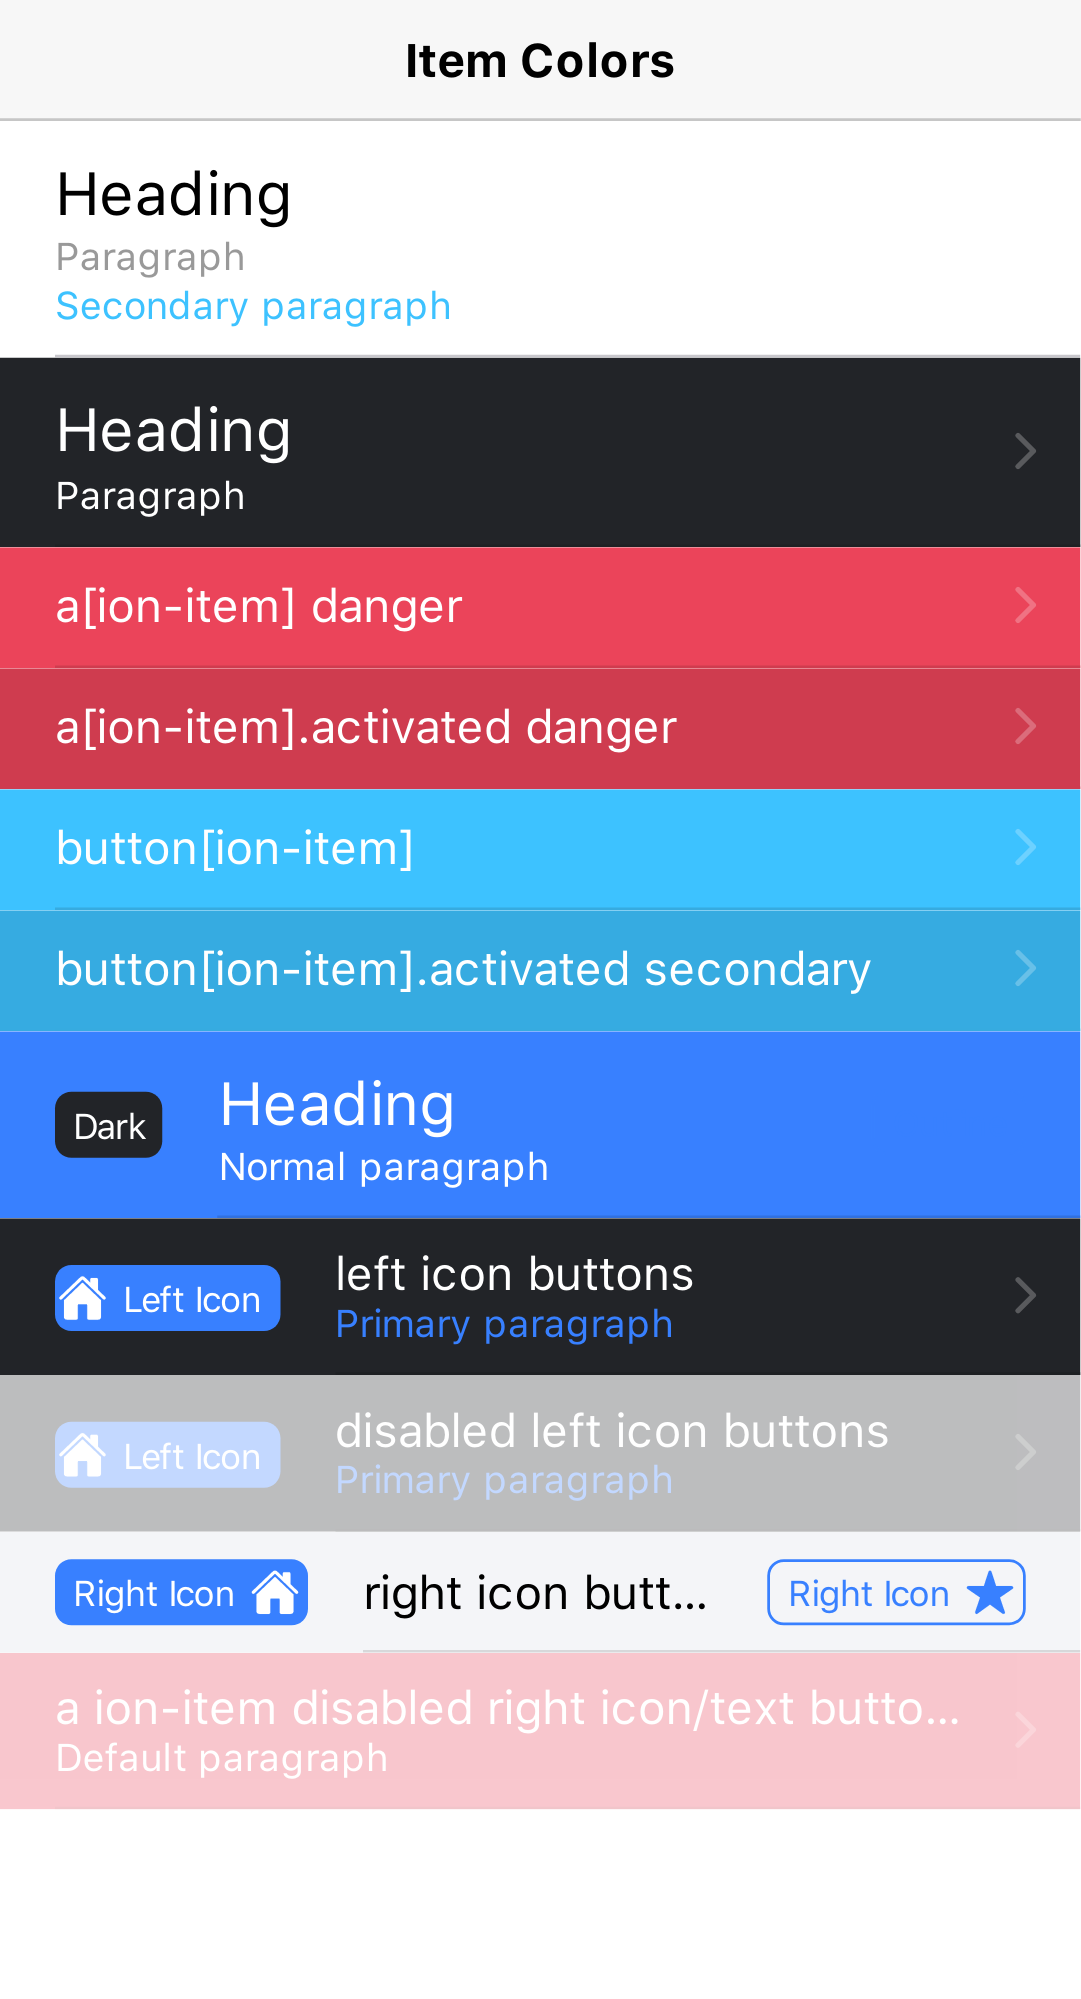 Item Colors
Heading
Paragraph
Secondary paragraph
Heading
Paragraph
a[ion-item] danger
a[ion-item].activated danger
button[ion-item]
button[ion-item].activated secondary
Dark
Heading
Normal paragraph
Left Icon
left icon buttons
Primary paragraph
Left Icon
disabled left icon buttons
Primary paragraph
Right Icon
right icon butt...
Right Icon
a ion-item disabled right icon/text butto...
Default paragraph